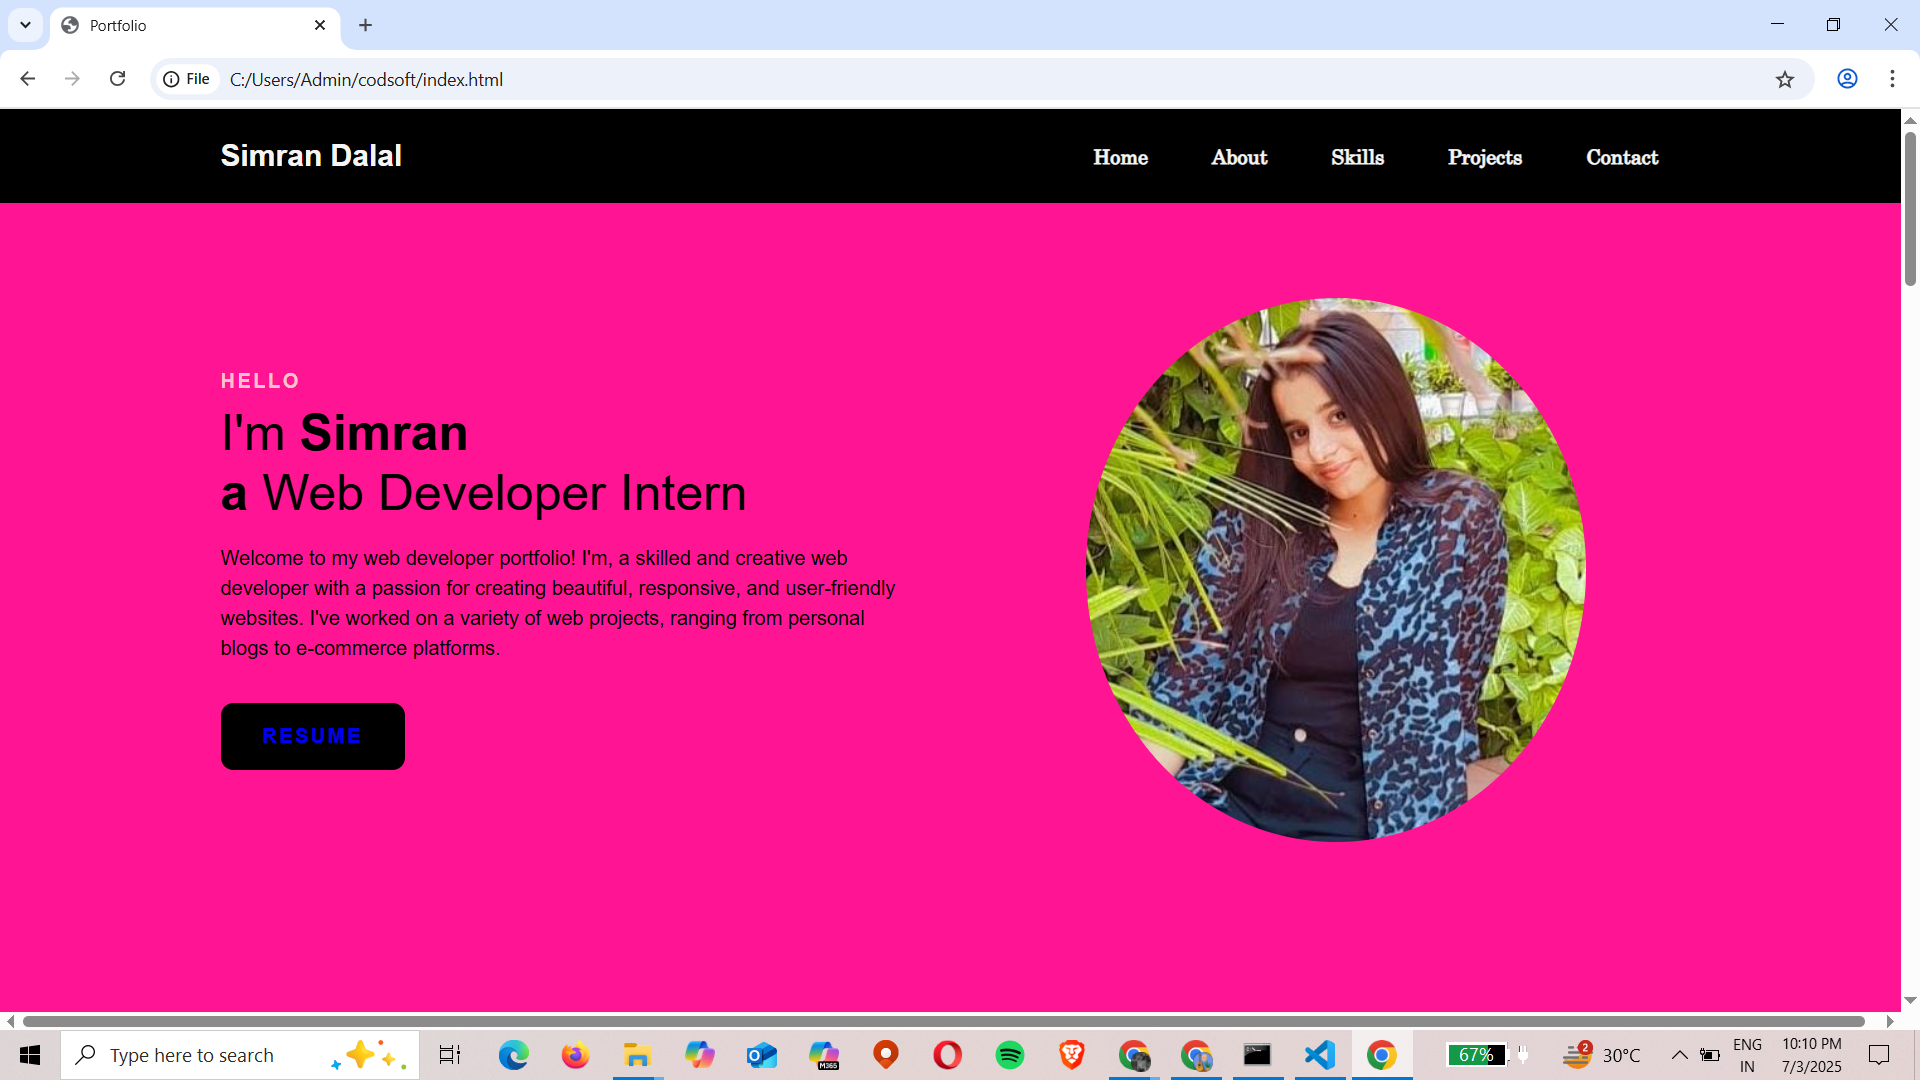 Portfolio
File C:/Users/Admin/codsoft/index.html
Simran Dalal Home About Skills Projects Contact
HELLO
I'm Simran
a Web Developer Intern
Welcome to my web developer portfolio! I'm, a skilled and creative web
developer with a passion for creating beautiful, responsive, and user-friendly
websites. I've worked on a variety of web projects, ranging from personal
blogs to e-commerce platforms.
RESUME
Type here to search
M365
67%
2
30°C
ENG
IN
10:10 PM
7/3/2025